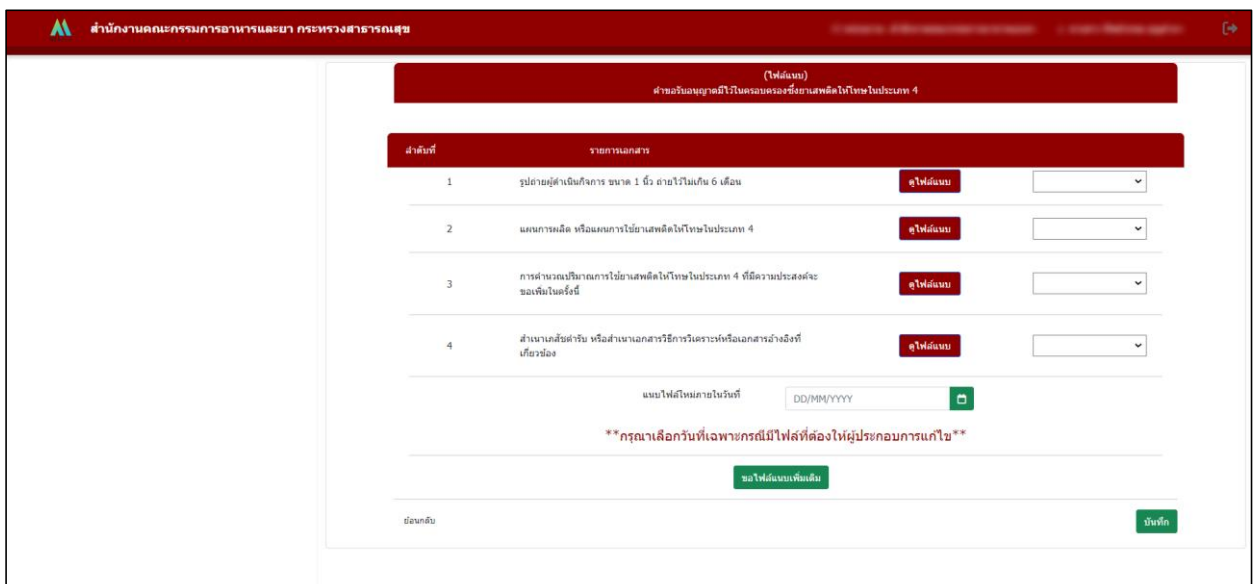 สำนักงานคณะกรรมการอาหารและยา กระทรวงสาธารณสุข
(ไฟล์แนบ)
คำขอรับอนุญาตมีไว้ในครอบครองซึ่งยาเสพติดให้โทษในประเภท 4
ลำดับที่ รายการเอกสาร
1 รูปถ่ายผู้ดำเนินกิจการ ขนาด 1 นิ้ว ถ่ายไว้ไม่เกิน 6 เดือน ดูไฟล์แนบ
2 แผนการผลิต หรือแผนการใช้ยาเสพติดให้โทษในประเภท 4 ดูไฟล์แนบ
3 การคำนวณปริมาณการใช้ยาเสพติดให้โทษในประเภท 4 ที่มีความประสงค์จะ
ขอเพิ่มในครั้งนี้ ดูไฟล์แนบ
4 สำเนาเภสัชตำรับ หรือสำเนาเอกสารวิธีการวิเคราะห์หรือเอกสารอ้างอิงที่
เกี่ยวข้อง ดูไฟล์แนบ
แนบไฟล์ใหม่ภายในวันที่ DD/MM/YYYY
**กรุณาเลือกวันที่เฉพาะกรณีมีไฟล์ที่ต้องให้ผู้ประกอบการแก้ไข**
ขอไฟล์แนบเพิ่มเติม
ย้อนกลับ บันทึก